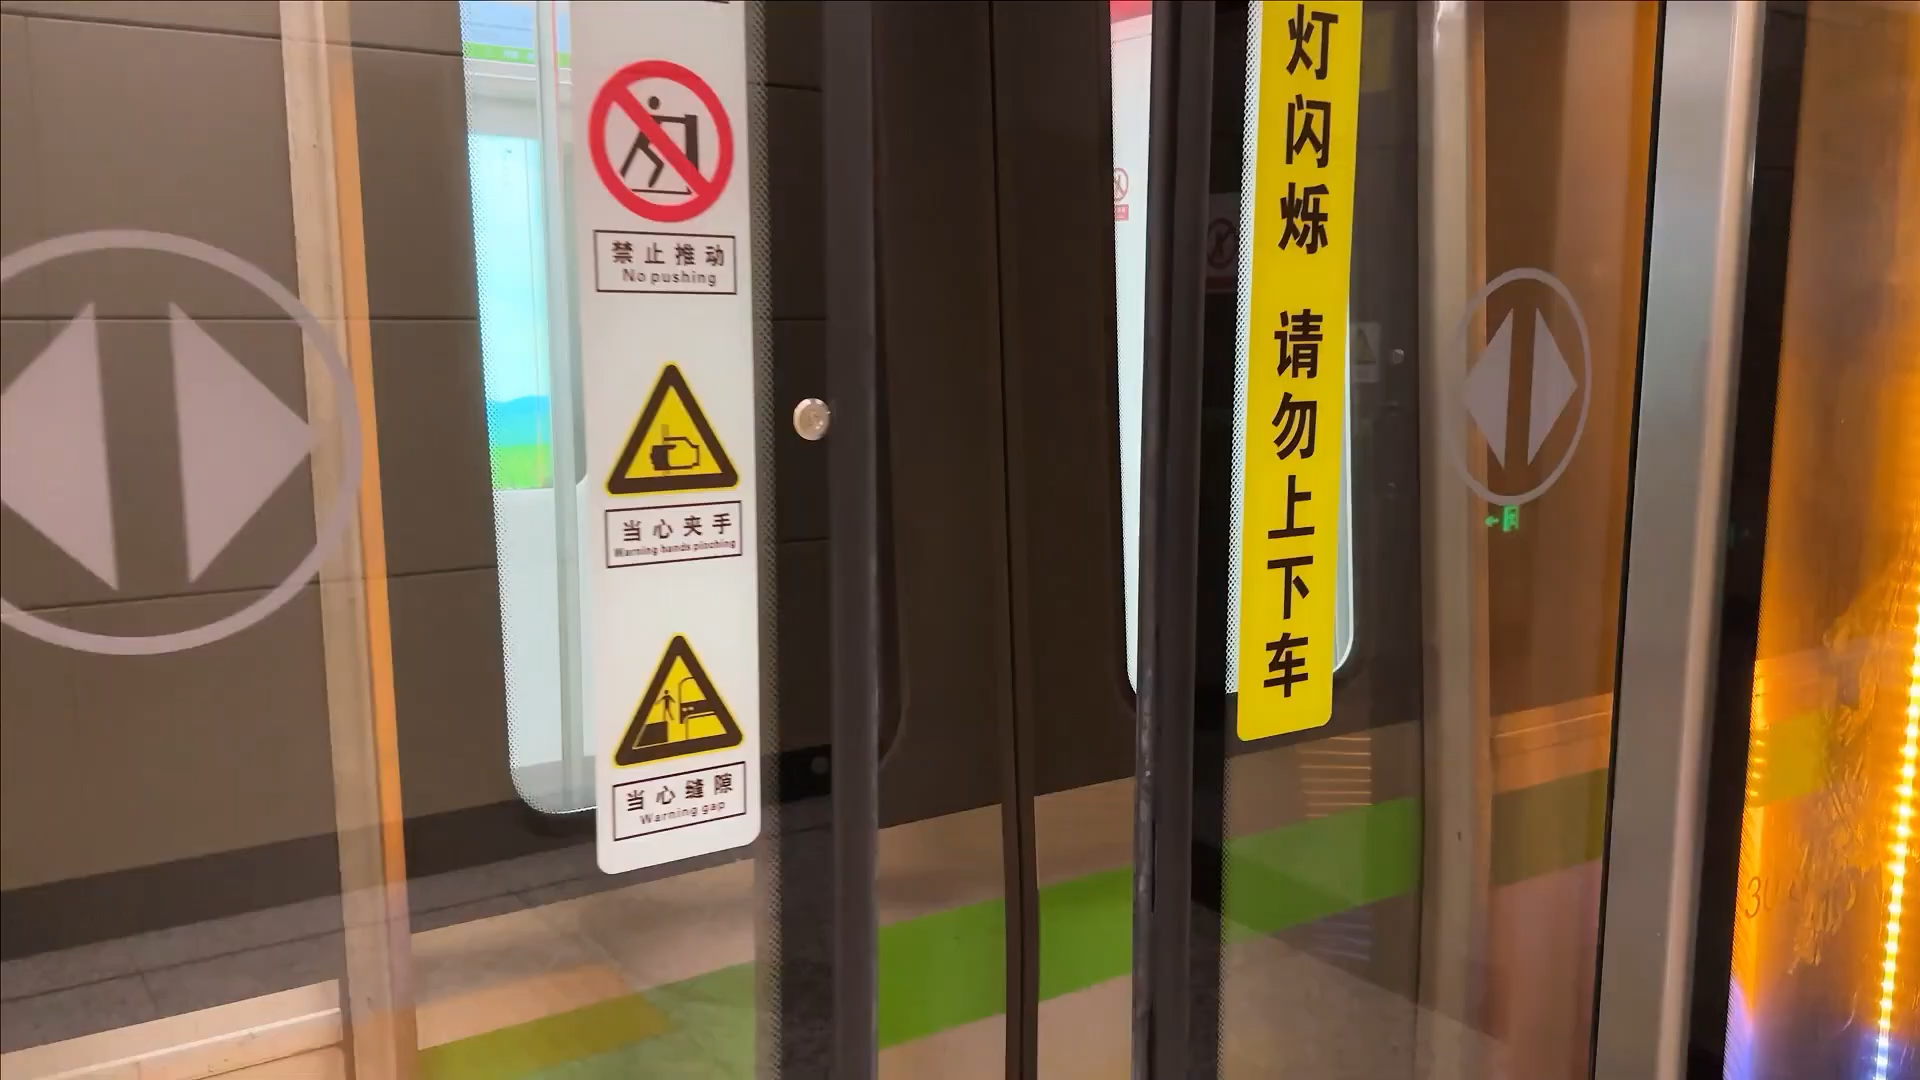 禁止推动
No pushing
当心夹手
Warning hands pinching
当心缝隙
Warning gap
灯闪烁 请勿上下车